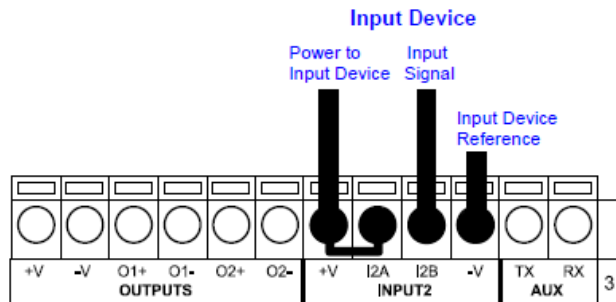 Input Device
Power to
Input Device
Input
Signal
Input Device
Reference
+V -V O1+ O1- O2+ O2- +V I2A I2B -V TX RX
OUTPUTS INPUT2 AUX 3